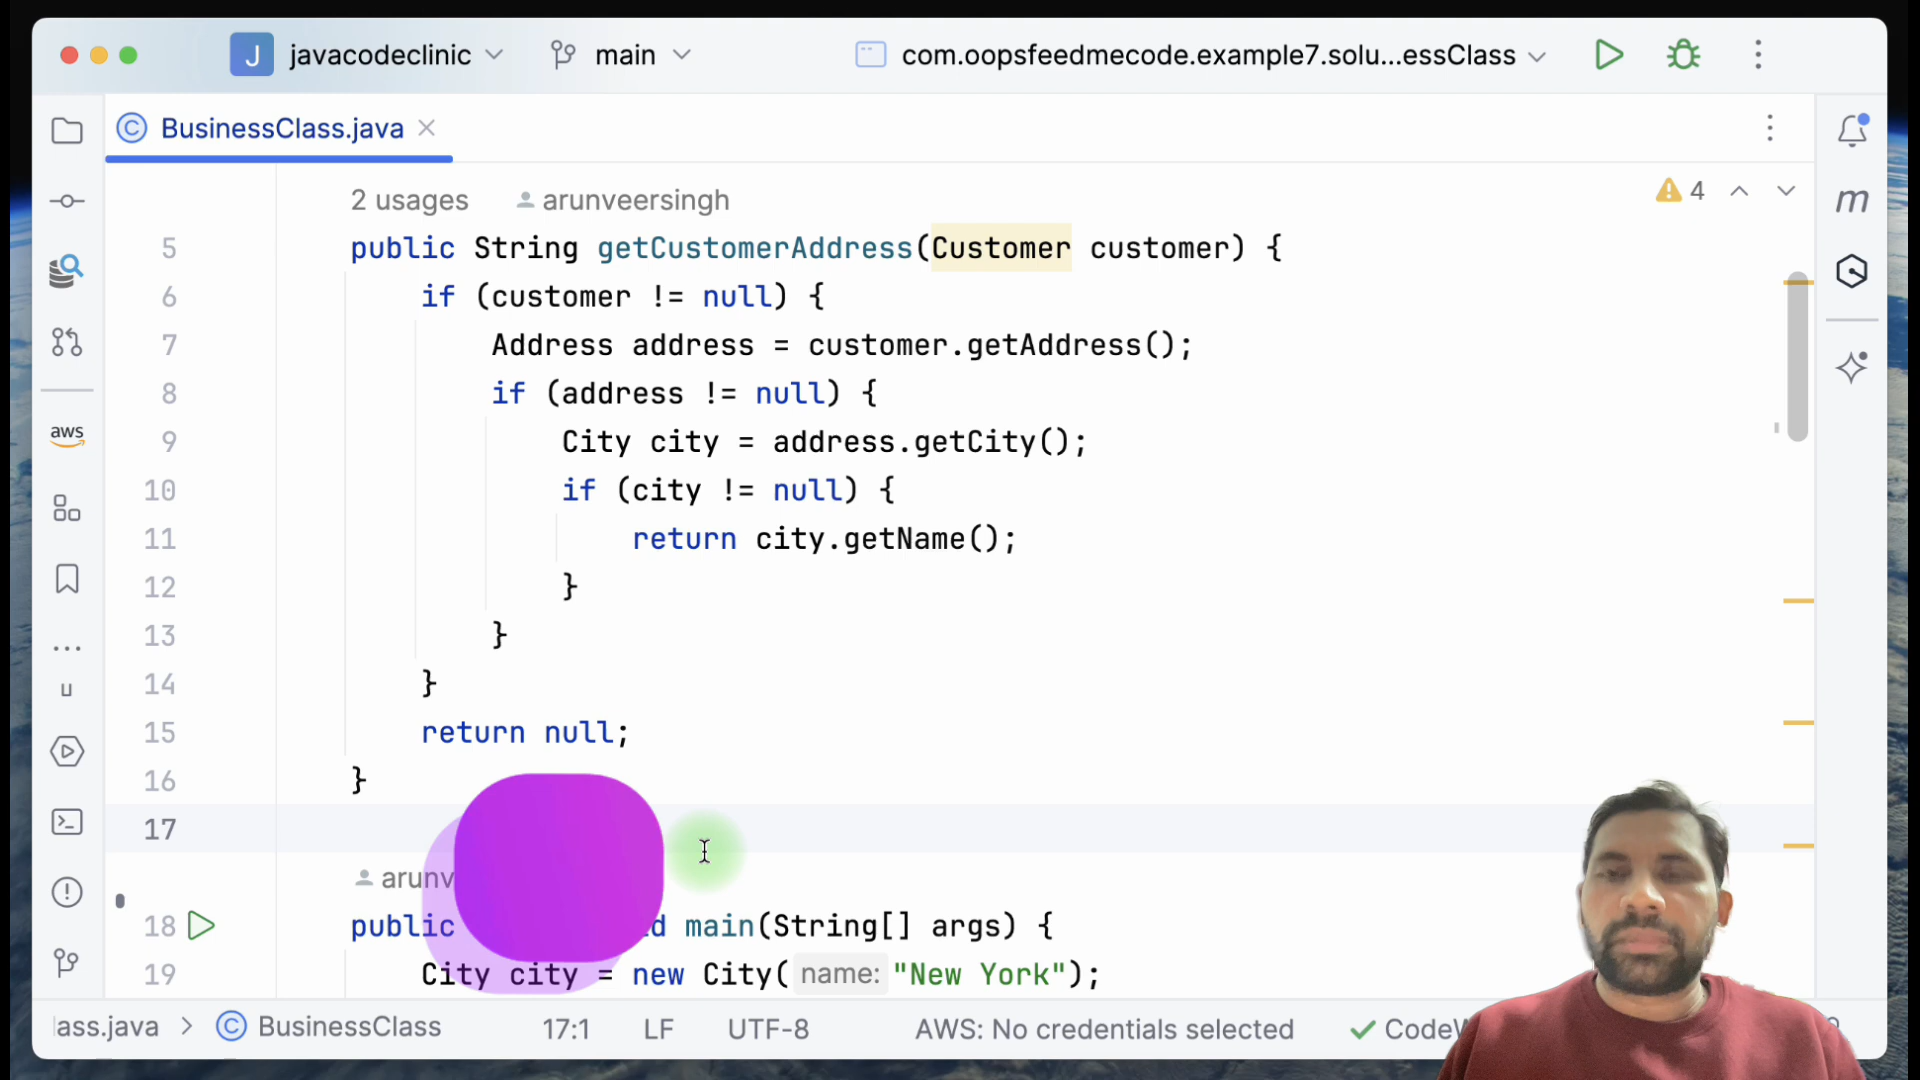 J javacodeclinic main com.oopsfeedmecode.example7.solu...essClass
BusinessClass.java
2 usages arunveersingh
4
m
5 public String getCustomerAddress(Customer customer) {
6 if (customer != null) {
7 Address address = customer.getAddress();
8 if (address != null) {
9 City city = address.getCity();
aws
10 if (city != null) {
11 return city.getName();
12 }
13 }
14 }
u
15 return null;
16 }
17
arunv
18 public d main(String[] args) {
19 City city = new City( name: "New York");
ass.java > BusinessClass 17:1 LF UTF-8 AWS: No credentials selected CodeW